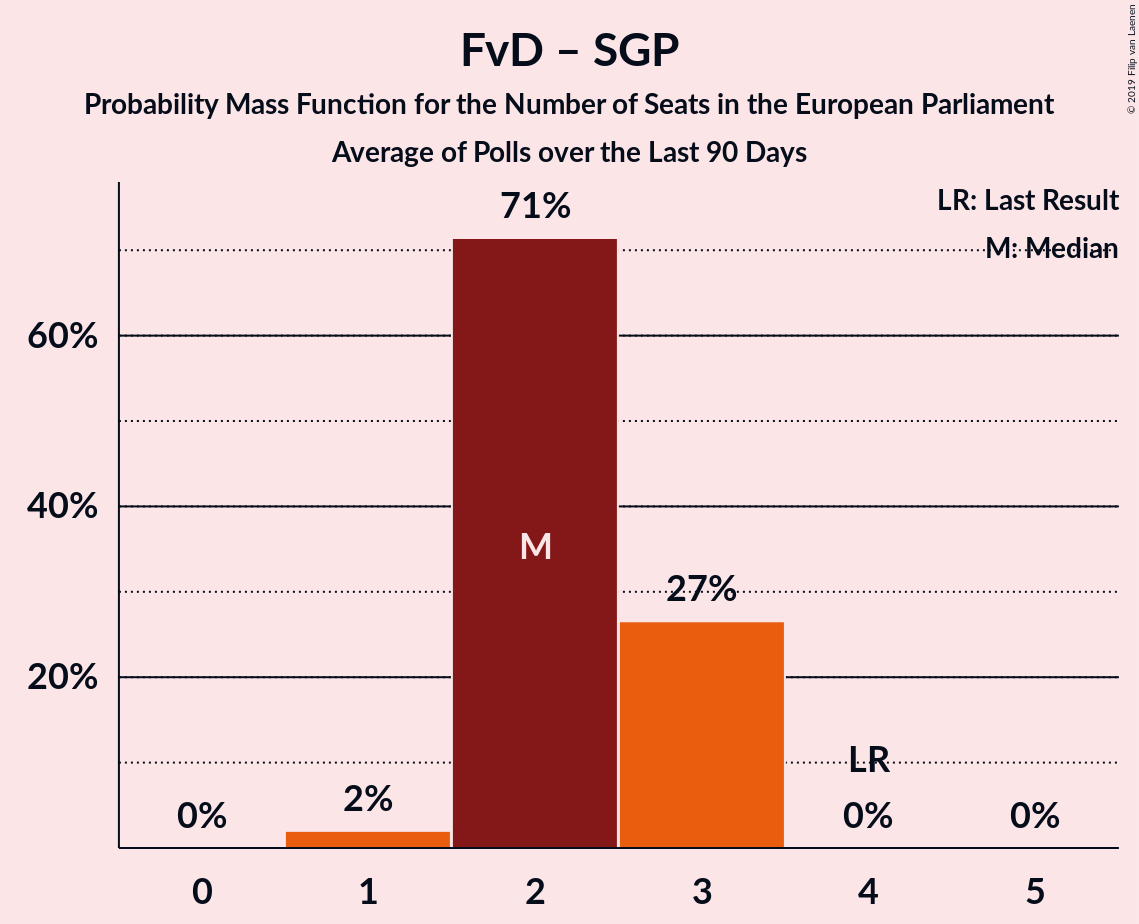 FvD – SGP
Probability Mass Function for the Number of Seats in the European Parliament
Average of Polls over the Last 90 Days
© 2019 Filip van Laenen
LR: Last Result
M: Median
71%
60%
40%
20%
M
27%
LR
0%
2%
0%
0%
0
1
2
3
4
5